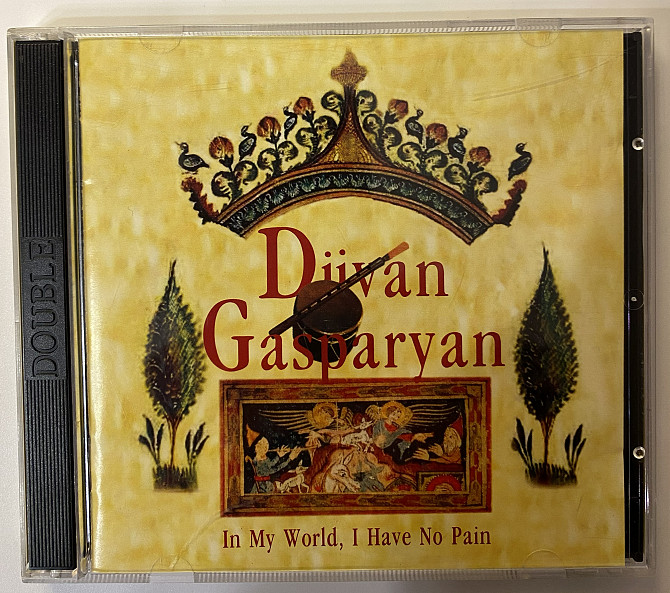 DOUBLE
Djivan
Gasparyan
In My World, I Have No Pain